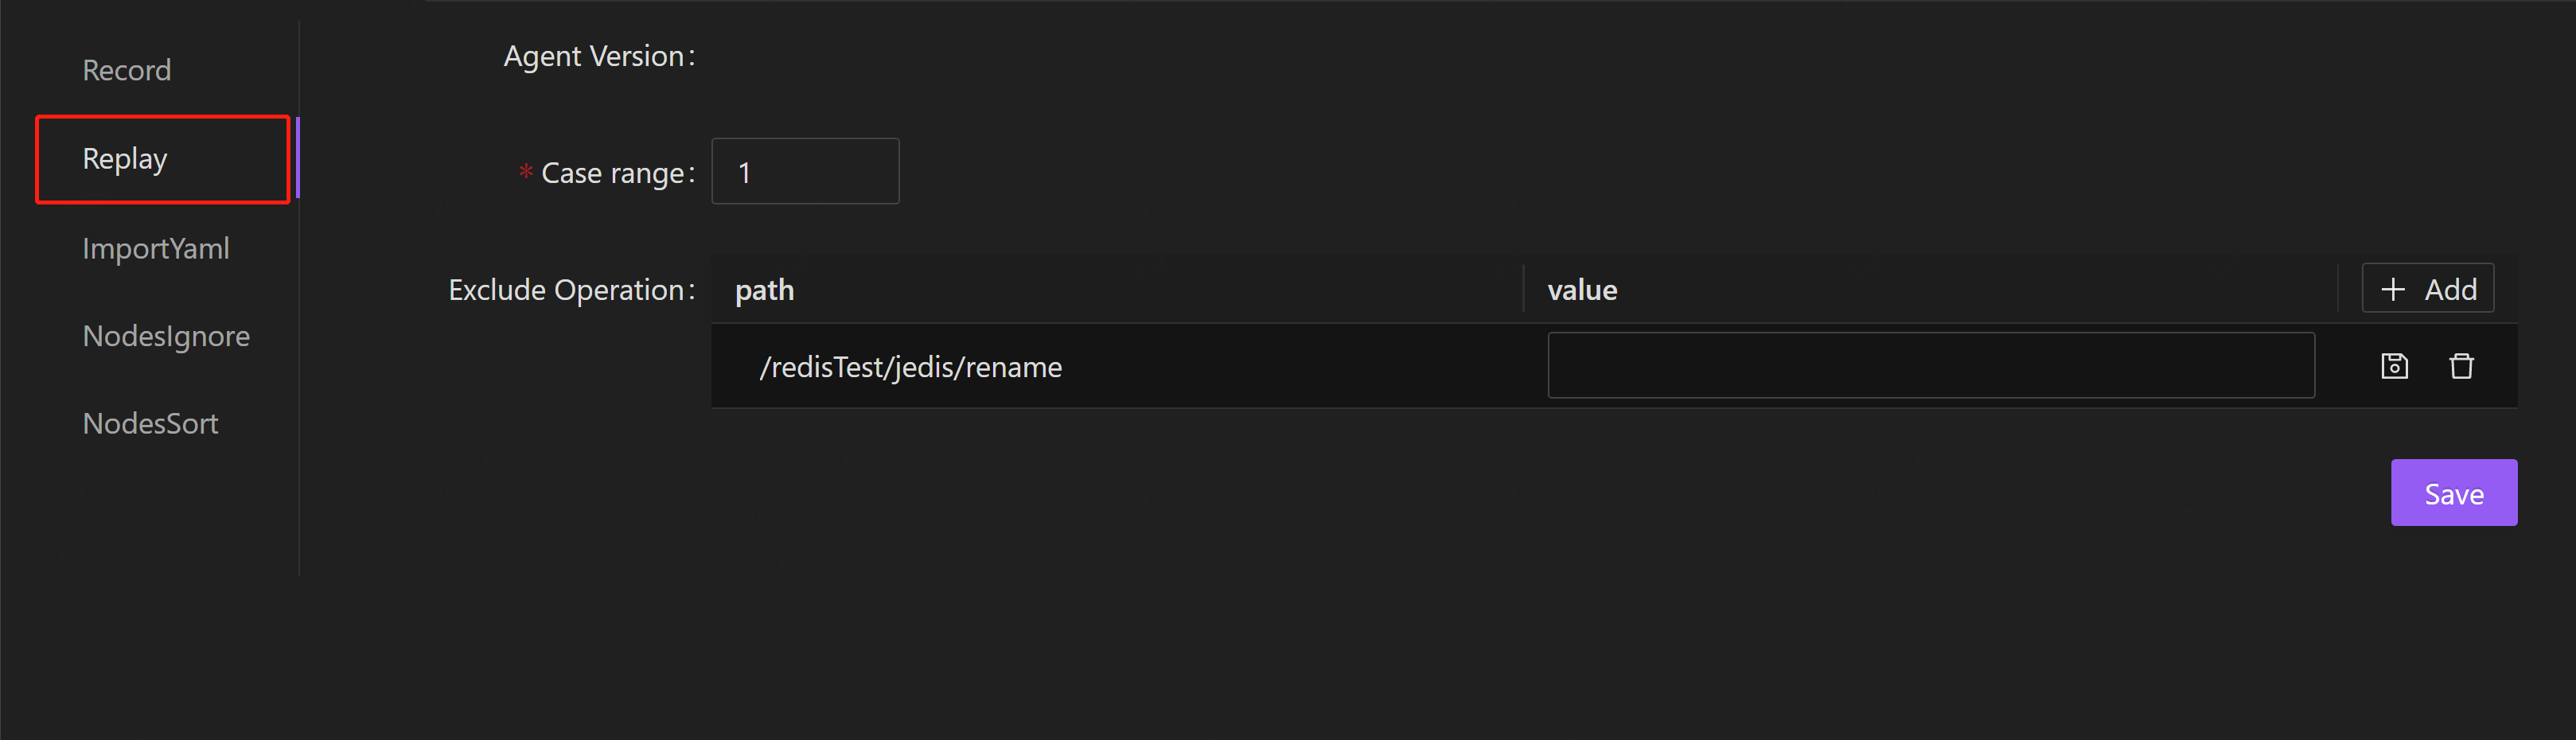 Record
Replay
ImportYaml
NodesIgnore
NodesSort
Agent Version:
* Case range: 1
Exclude Operation: path value + Add
/redisTest/jedis/rename
Save